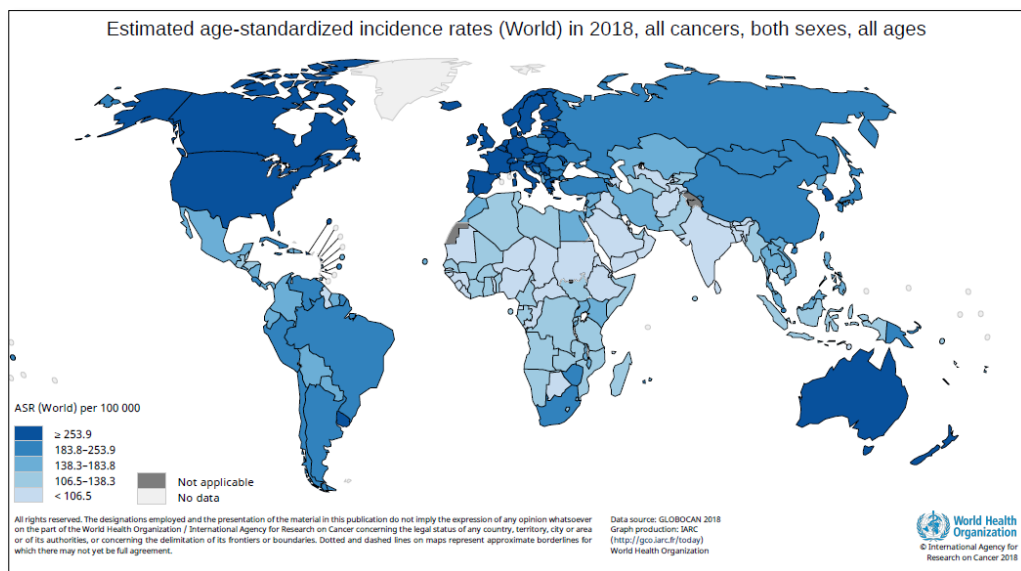 Estimated age-standardized incidence rates (World) in 2018, all cancers, both sexes, all ages
ASR (World) per 100 000
≥ 253.9
183.8–253.9
138.3–183.8
106.5–138.3
< 106.5
Not applicable
No data
All rights reserved. The designations employed and the presentation of the material in this publication do not imply the expression of any opinion whatsoever
on the part of the World Health Organization / International Agency for Research on Cancer concerning the legal status of any country, territory, city or area
or of its authorities, or concerning the delimitation of its frontiers or boundaries. Dotted and dashed lines on maps represent approximate borderlines for
which there may not yet be full agreement.
Data source: GLOBOCAN 2018
Graph production: IARC
(http://gco.iarc.fr/today)
World Health Organization
World Health
Organization
© International Agency for
Research on Cancer 2018